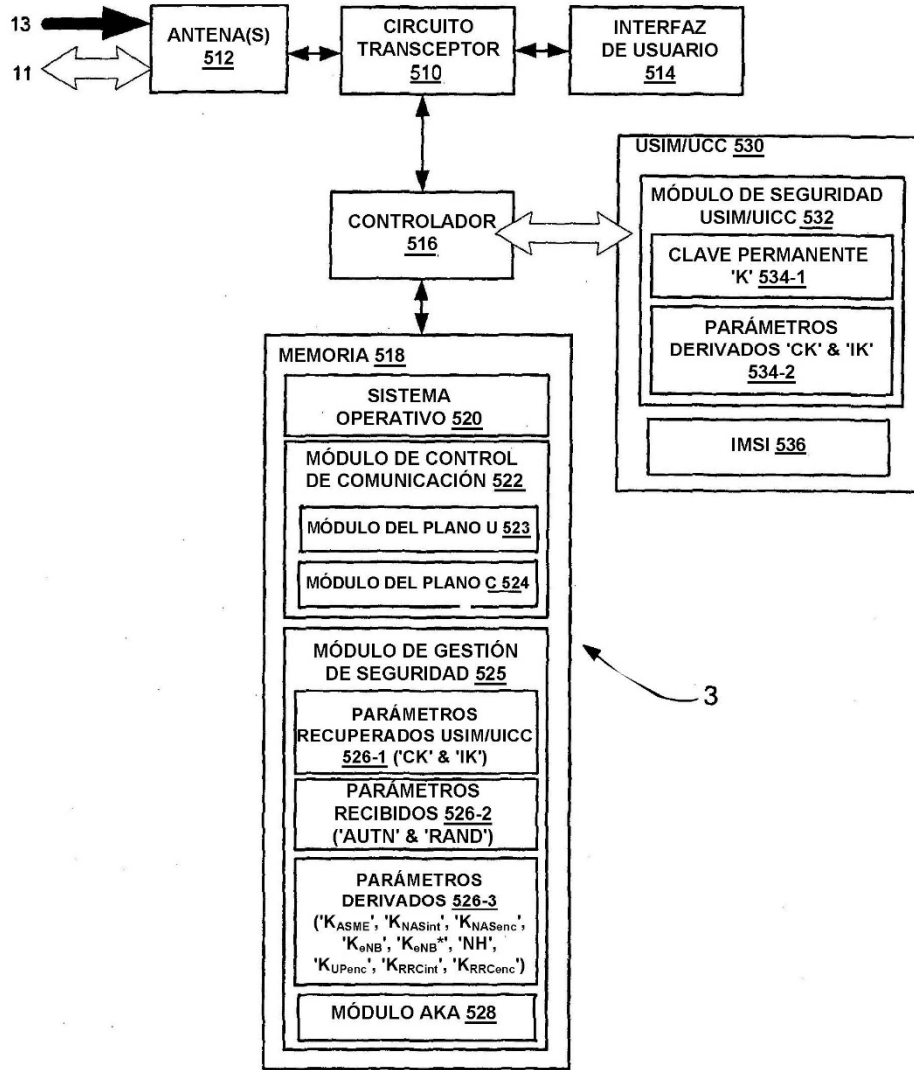 13
11
ANTENA(S)
512
CIRCUITO
TRANSCEPTOR
510
INTERFAZ
DE USUARIO
514
CONTROLADOR
516
USIM/UCC 530
MÓDULO DE SEGURIDAD
USIM/UICC 532
CLAVE PERMANENTE
'K' 534-1
PARÁMETROS
DERIVADOS 'CK' & 'IK'
534-2
IMSI 536
MEMORIA 518
SISTEMA
OPERATIVO 520
MÓDULO DE CONTROL
DE COMUNICACIÓN 522
MÓDULO DEL PLANO U 523
MÓDULO DEL PLANO C 524
MÓDULO DE GESTIÓN
DE SEGURIDAD 525
PARÁMETROS
RECUPERADOS USIM/UICC
526-1 ('CK' & 'IK')
PARÁMETROS
RECIBIDOS 526-2
('AUTN' & 'RAND')
PARÁMETROS
DERIVADOS 526-3
('KASME', 'KNASint', 'KNASenc',
'KeNB', 'KeNB*', 'NH',
'KUPenc', 'KRRCint', 'KRRCenc')
MÓDULO AKA 528
3